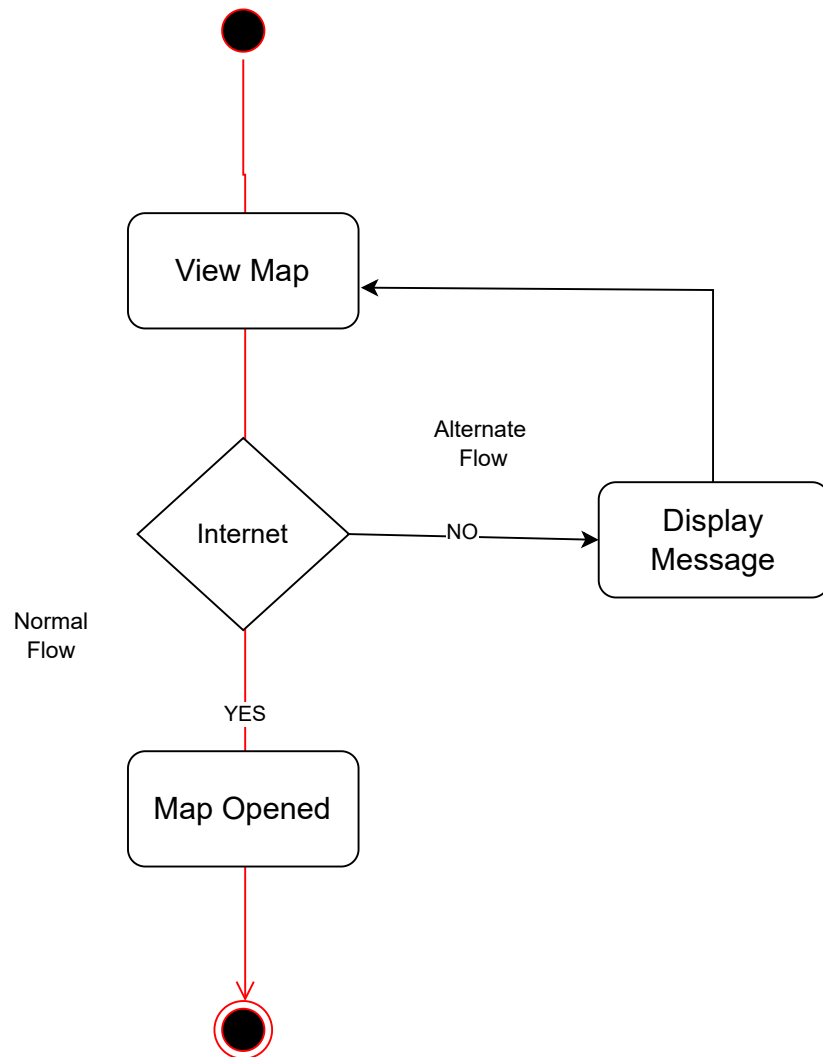 View Map
Alternate
Flow
Internet
NO
Display
Message
Normal
Flow
YES
Map Opened